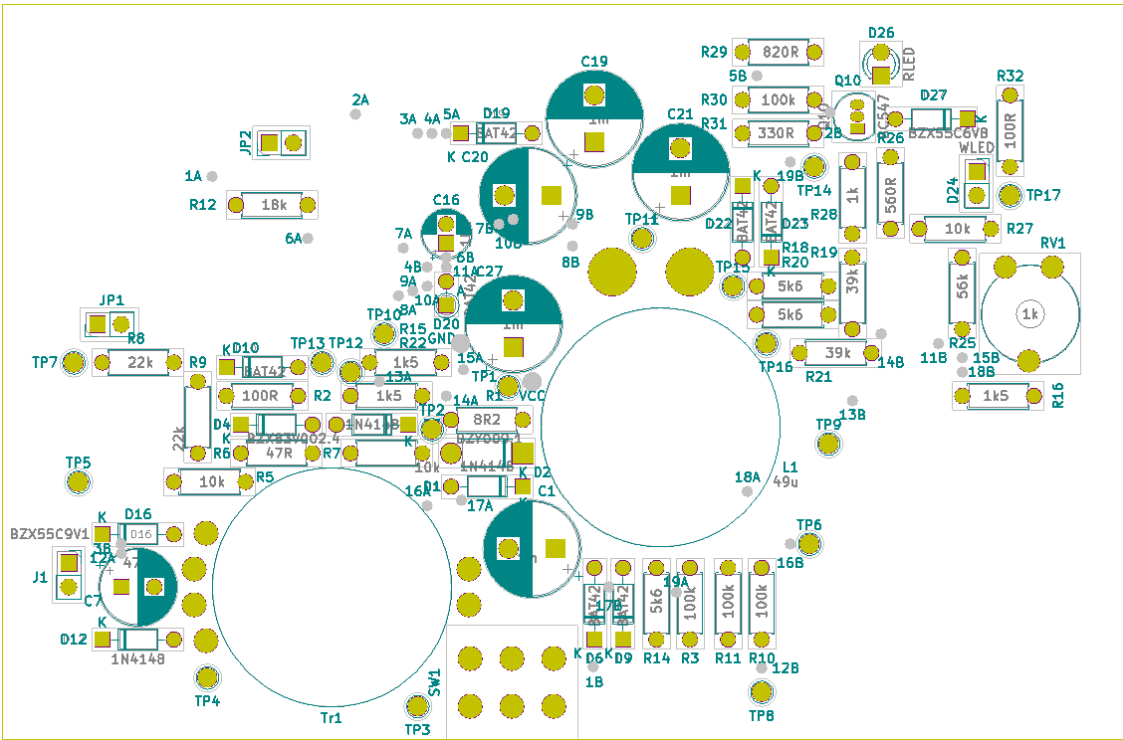 D26
C19
R29
820R
RLED
5B
Q10
R32
2A
R30
100k
D27
C21
5A
3A
4A
D19
BAT42
1m
R31
330R
2B
K
BZX55C6V8
100R
JP2
K
C20
R26
WLED
19B
1A
TP14
TP17
K
R12
18k
C16
1k
560R
D24
9B
7B
TP11
D22
BAT42
BAT42
D23
R28
10k
R27
6A
10B
7A
8B
R18
R19
RV1
6B
4B
11A
C27
TP15
K
R20
39k
56k
9A
10A
5k6
JP1
8A
D20
1m
5k6
1k
TP10
R15
R8
GND
R22
R25
D10
TP13
TP12
TP7
22k
R9
K
BAT42
1k5
15A
TP16
39k
14B
11B
15B
R21
18B
13A
TP1
100R
R2
1k5
R1
VCC
1k5
R16
14A
13B
22k
TP2
D4
1N4148
8R2
K
BZX83V002.4
K
TP9
R6
47R
R7
10k
TP5
1N4148
D2
L1
49u
10k
R5
D1
18A
16A
17A
C1
K
D16
K
BZX55C9V1
D16
TP6
3B
12A
47
16B
J1
C7
BAT42
17B
BAT42
5k6
19A
100k
100k
100k
K
D12
1N4148
K
D6
K
D9
R14
R3
R11
R10
1B
12B
SW1
TP4
Tr1
TP3
TP8